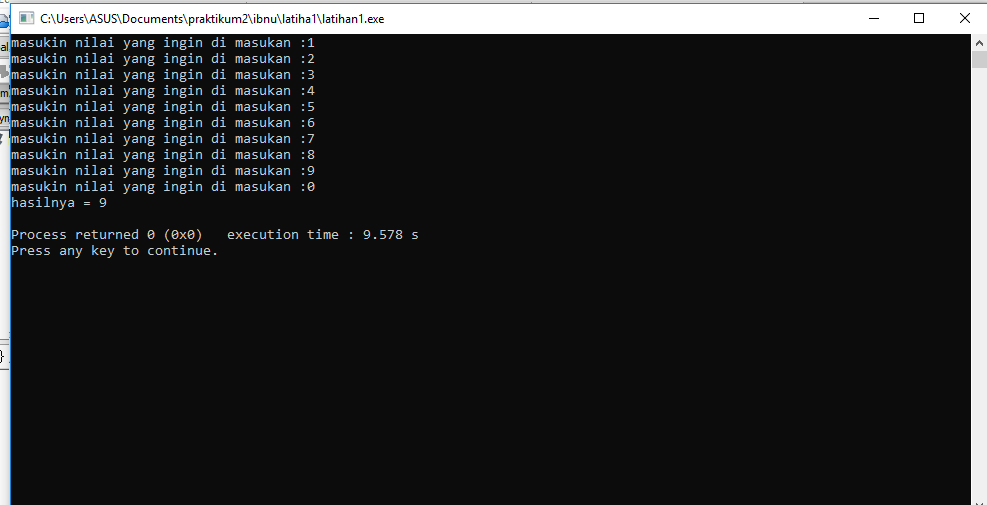 C:\Users\ASUS\Documents\praktikum2\ibnu\latiha1\latihan1.exe
masukin nilai yang ingin di masukan :1
masukin nilai yang ingin di masukan :2
masukin nilai yang ingin di masukan :3
masukin nilai yang ingin di masukan :4
masukin nilai yang ingin di masukan :5
masukin nilai yang ingin di masukan :6
masukin nilai yang ingin di masukan :7
masukin nilai yang ingin di masukan :8
masukin nilai yang ingin di masukan :9
masukin nilai yang ingin di masukan :0
hasilnya = 9
Process returned 0 (0x0)   execution time : 9.578 s
Press any key to continue.